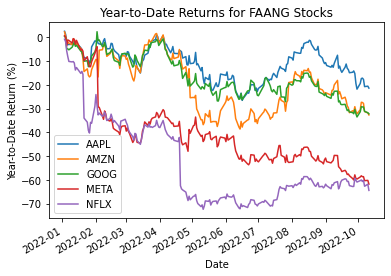 Year-to-Date Returns for FAANG Stocks
Year-to-Date Return (%)
0
−10
−20
−30
−40
−50
−60
−70
AAPL
AMZN
GOOG
META
NFLX
2022-01
2022-02
2022-03
2022-04
2022-05
2022-06
2022-07
2022-08
2022-09
2022-10
Date